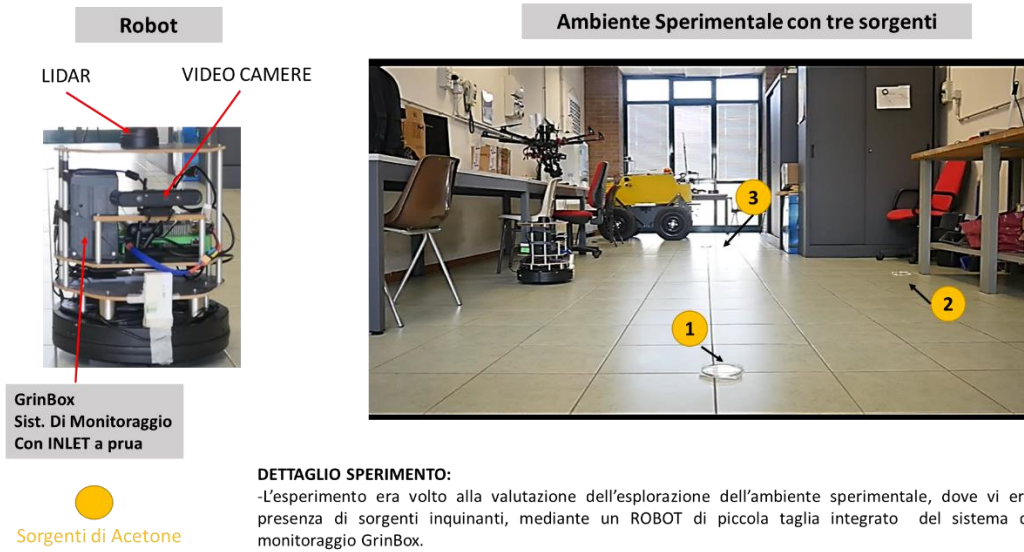 Robot
Ambiente Sperimentale con tre sorgenti
LIDAR
VIDEO CAMERE
3
2
1
GrinBox
Sist. Di Monitoraggio
Con INLET a prua
Sorgenti di Acetone
DETTAGLIO SPERIMENTO:
-L’esperimento era volto alla valutazione dell’esplorazione dell’ambiente sperimentale, dove vi er
presenza di sorgenti inquinanti, mediante un ROBOT di piccola taglia integrato del sistema d
monitoraggio GrinBox.